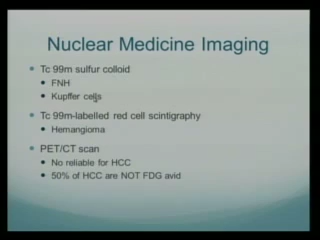 Nuclear Medicine Imaging
Tc 99m sulfur colloid
FNH
Kupffer cells
Tc 99m-labelled red cell scintigraphy
Hemangioma
PET/CT scan
No reliable for HCC
50% of HCC are NOT FDG avid